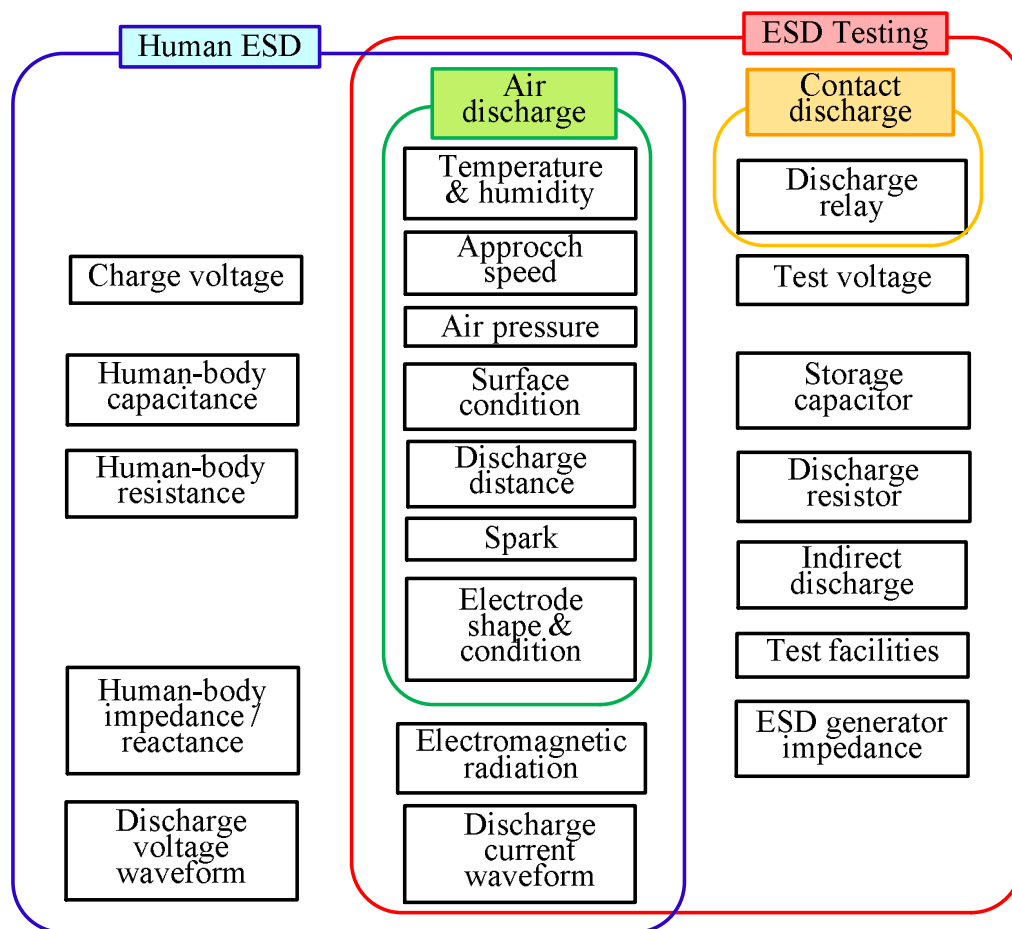 Human ESD
ESD Testing
Air
discharge
Contact
discharge
Temperature
& humidity
Discharge
relay
Approcch
speed
Charge voltage
Test voltage
Air pressure
Human-body
capacitance
Surface
condition
Storage
capacitor
Human-body
resistance
Discharge
distance
Discharge
resistor
Spark
Indirect
discharge
Electrode
shape &
condition
Test facilities
Human-body
impedance /
reactance
Electromagnetic
radiation
ESD generator
impedance
Discharge
voltage
waveform
Discharge
current
waveform